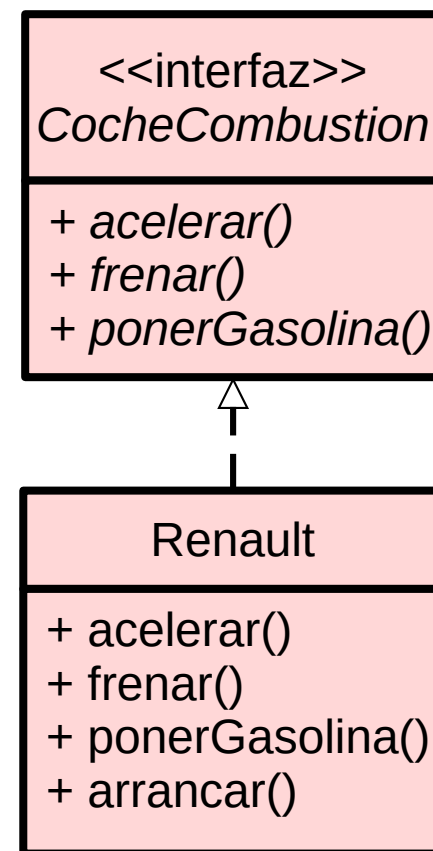 <<interfaz>>
CocheCombustion
+ acelerar()
+ frenar()
+ ponerGasolina()
Renault
+ acelerar()
+ frenar()
+ ponerGasolina()
+ arrancar()